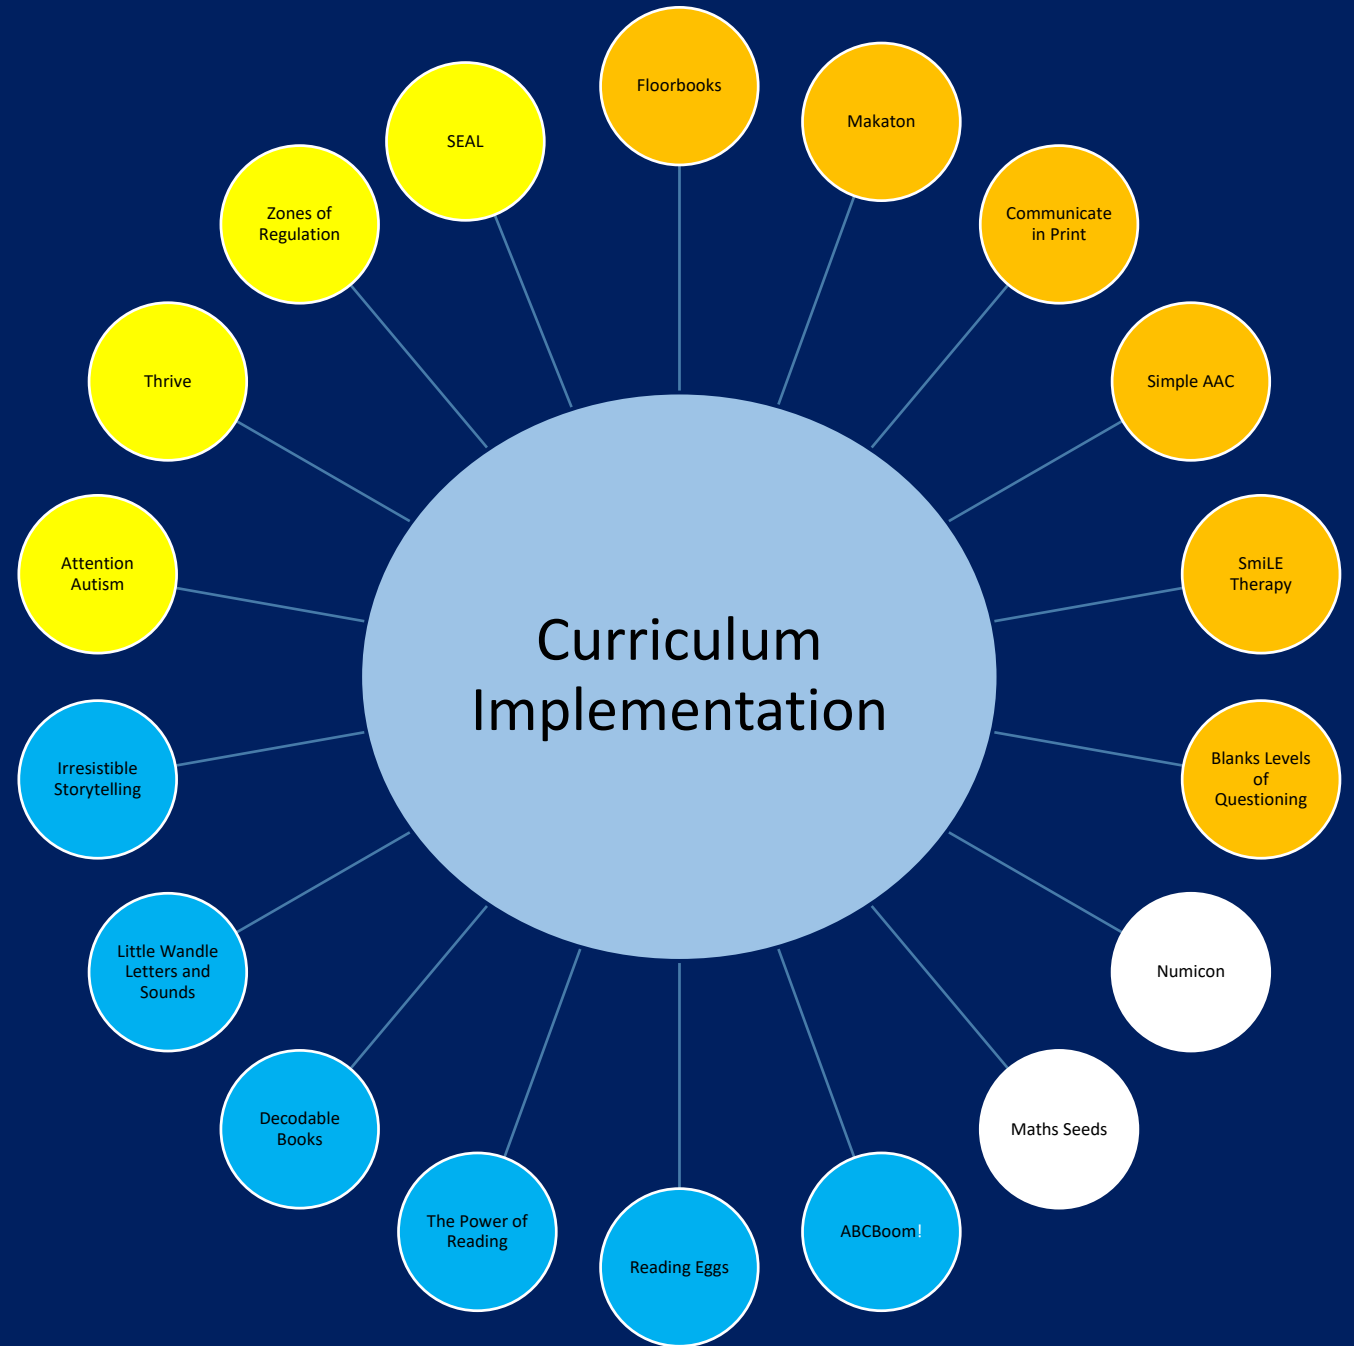 Curriculum
Implementation
Floorbooks
Makaton
Communicate
in Print
Simple AAC
SmiLE
Therapy
Blanks Levels
of
Questioning
Numicon
Maths Seeds
ABCBoom!
Reading Eggs
The Power of
Reading
Decodable
Books
Little Wandle
Letters and
Sounds
Irresistible
Storytelling
Attention
Autism
Thrive
Zones of
Regulation
SEAL